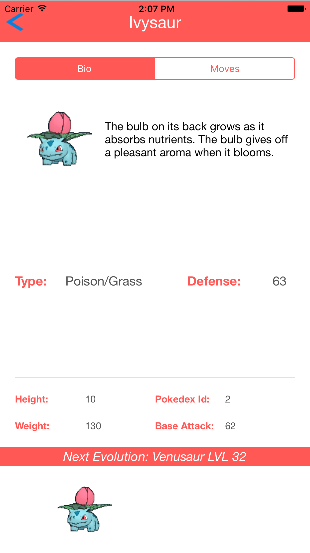 Carrier 2:07 PM
Ivysaur
Bio Moves
The bulb on its back grows as it
absorbs nutrients. The bulb gives off
a pleasant aroma when it blooms.
Type: Poison/Grass Defense: 63
Height: 10 Pokedex Id: 2
Weight: 130 Base Attack: 62
Next Evolution: Venusaur LVL 32